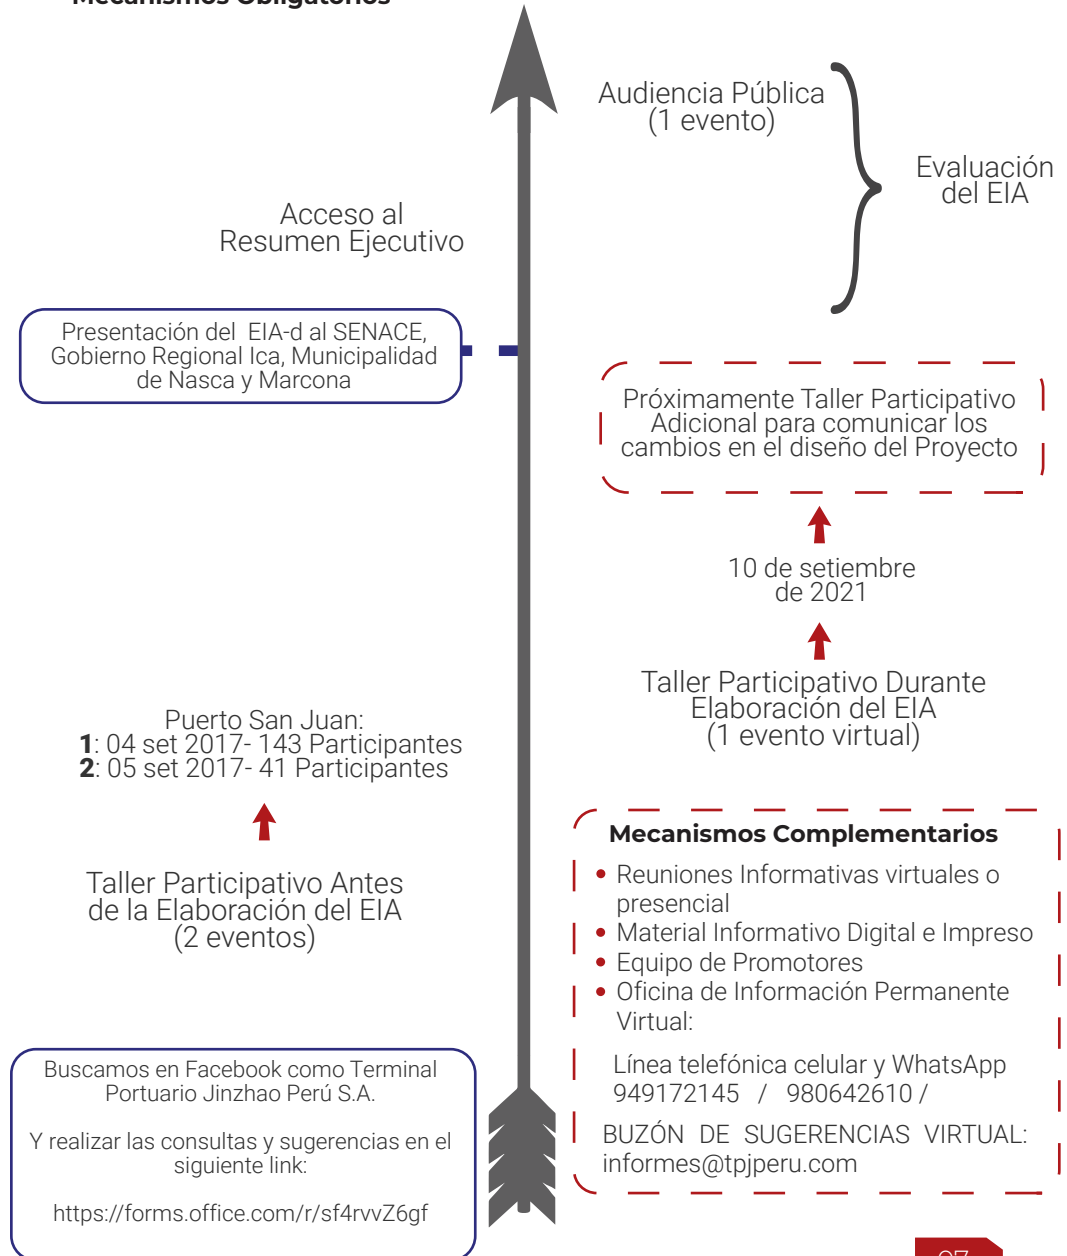 Mecanismos Obligatorios
Audiencia Pública
(1 evento)
Evaluación
del EIA
Acceso al
Resumen Ejecutivo
Presentación del EIA-d al SENACE,
Gobierno Regional Ica, Municipalidad
de Nasca y Marcona
Próximamente Taller Participativo
Adicional para comunicar los
cambios en el diseño del Proyecto
10 de setiembre
de 2021
Taller Participativo Durante
Elaboración del EIA
(1 evento virtual)
Puerto San Juan:
1: 04 set 2017- 143 Participantes
2: 05 set 2017- 41 Participantes
Taller Participativo Antes
de la Elaboración del EIA
(2 eventos)
Mecanismos Complementarios
• Reuniones Informativas virtuales o
presencial
• Material Informativo Digital e Impreso
• Equipo de Promotores
• Oficina de Información Permanente
Virtual:
Línea telefónica celular y WhatsApp
949172145 / 980642610 /
BUZÓN DE SUGERENCIAS VIRTUAL:
informes@tpjperu.com
Buscamos en Facebook como Terminal
Portuario Jinzhao Perú S.A.
Y realizar las consultas y sugerencias en el
siguiente link:
https://forms.office.com/r/sf4rvvZ6gf